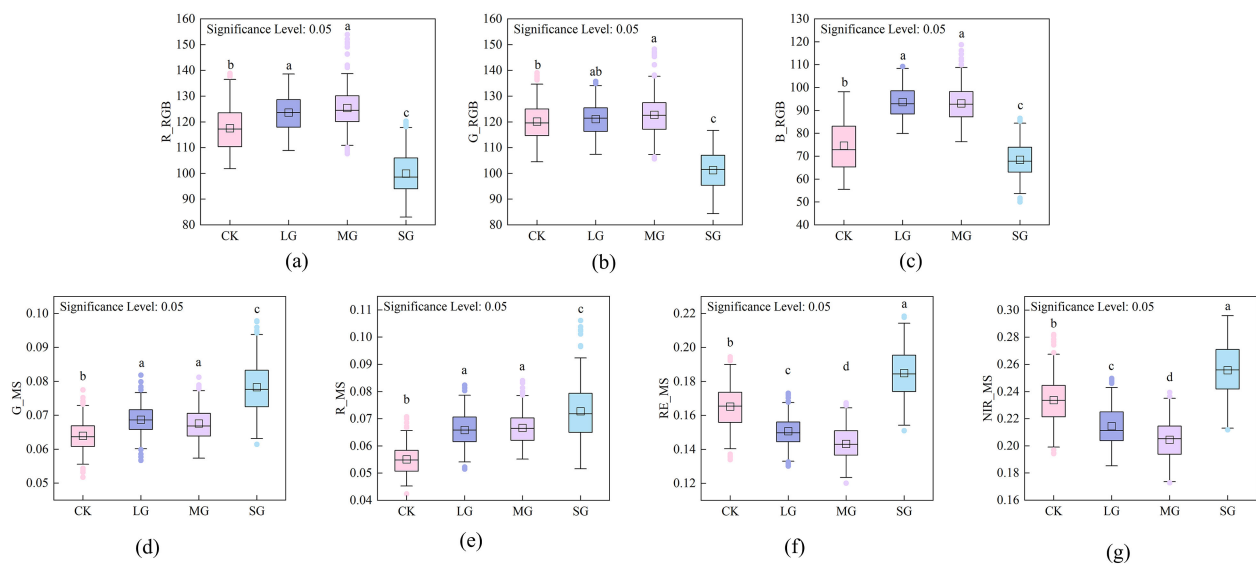 Significance Level: 0.05
R_RGB
160
150
140
130
120
110
100
90
80
b
a
a
c
CK LG MG SG
(a)
Significance Level: 0.05
G_RGB
160
150
140
130
120
110
100
90
80
b
ab
a
c
CK LG MG SG
(b)
Significance Level: 0.05
B_RGB
130
120
110
100
90
80
70
60
50
40
b
a
a
c
CK LG MG SG
(c)
Significance Level: 0.05
G_MS
0.10
0.09
0.08
0.07
0.06
0.05
b
a
a
c
CK LG MG SG
(d)
Significance Level: 0.05
R_MS
0.11
0.10
0.09
0.08
0.07
0.06
0.05
0.04
b
a
a
c
CK LG MG SG
(e)
Significance Level: 0.05
RE_MS
0.22
0.20
0.18
0.16
0.14
0.12
b
c
d
a
CK LG MG SG
(f)
Significance Level: 0.05
NIR_MS
0.30
0.28
0.26
0.24
0.22
0.20
0.18
0.16
b
c
d
a
CK LG MG SG
(g)